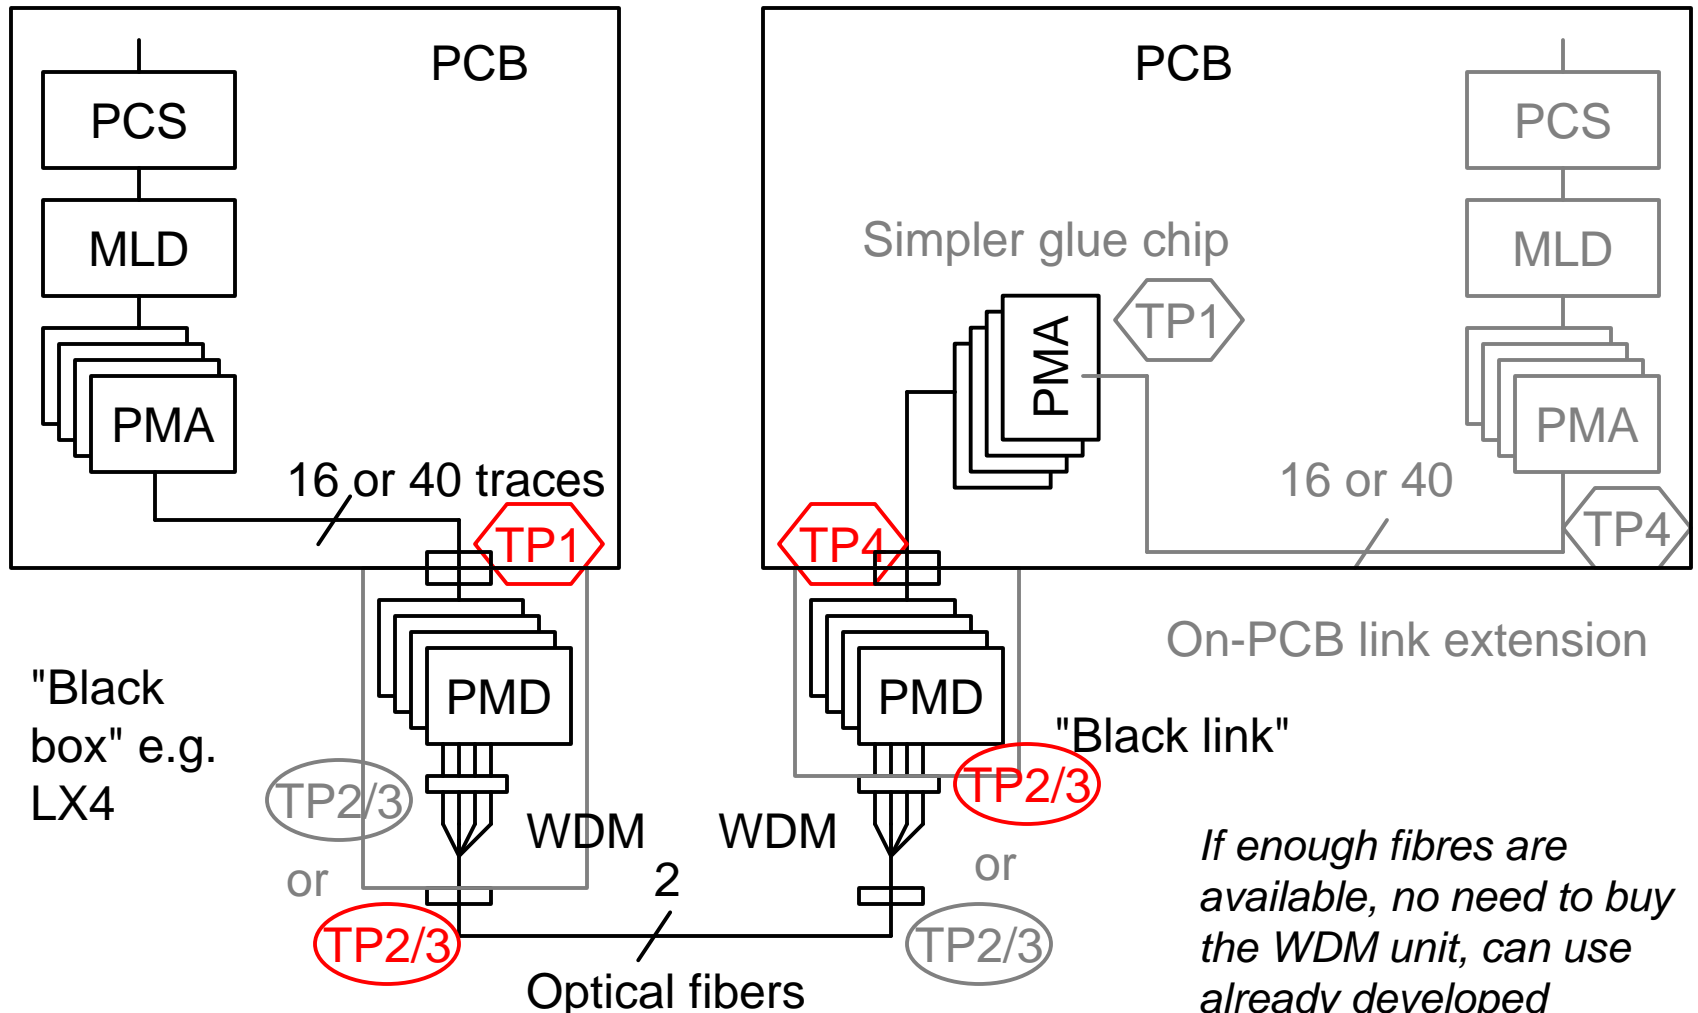 PCB
PCS
MLD
PMA
16 or 40 traces
TP1
PMD
"Black
box" e.g.
LX4
TP2/3
or
TP2/3
WDM
2
Optical fibers
PCB
PCS
MLD
PMA
Simpler glue chip
TP1
PMA
16 or 40
TP4
TP4
On-PCB link extension
PMD
"Black link"
TP2/3
WDM
or
TP2/3
If enough fibres are
available, no need to buy
the WDM unit, can use
already developed